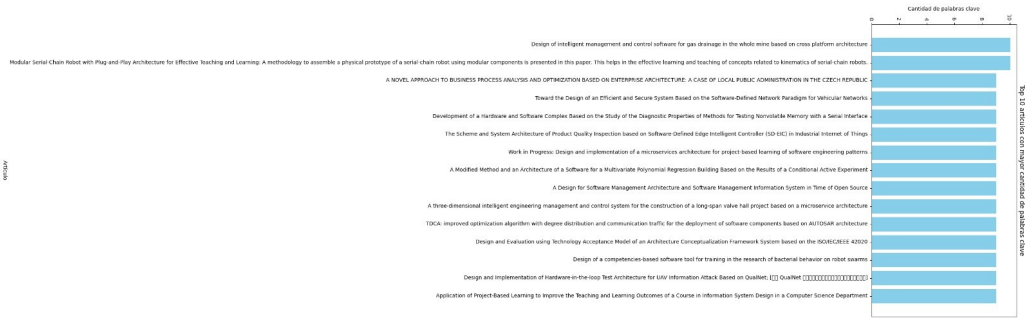 Cantidad de palabras clave
0 2 4 6 8 10
Design of intelligent management and control software for gas drainage in the whole mine based on cross platform architecture
Modular Serial-Chain Robot with Plug-and-Play Architecture for Effective Teaching and Learning: A methodology to assemble a physical prototype of a serial-chain robot using modular components is presented in this paper. This helps in the effective learning and teaching of concepts related to kinematics of serial-chain robots.
A NOVEL APPROACH TO BUSINESS PROCESS ANALYSIS AND OPTIMIZATION BASED ON ENTERPRISE ARCHITECTURE: A CASE OF LOCAL PUBLIC ADMINISTRATION IN THE CZECH REPUBLIC
Toward the Design of an Efficient and Secure System Based on the Software-Defined Network Paradigm for Vehicular Networks
Development of a Hardware and Software Complex Based on the Study of the Diagnostic Properties of Methods for Testing Nonvolatile Memory with a Serial Interface
The Scheme and System Architecture of Product Quality Inspection based on Software-Defined Edge Intelligent Controller (SD-EIC) in Industrial Internet of Things
Work in Progress: Design and implementation of a microservices architecture for project-based learning of software engineering patterns
A Modified Method and an Architecture of a Software for a Multivariate Polynomial Regression Building Based on the Results of a Conditional Active Experiment
A Design for Software Management Architecture and Software Management Information System in Time of Open Source
A three-dimensional intelligent engineering management and control system for the construction of a long-span valve hall project based on a microservice architecture
TDCA: improved optimization algorithm with degree distribution and communication traffic for the deployment of software components based on AUTOSAR architecture
Design and Evaluation using Technology Acceptance Model of an Architecture Conceptualization Framework System based on the ISO/IEC/IEEE 42020
Design of a competencies-based software tool for training in the research of bacterial behavior on robot swarms
Design and Implementation of Hardware-in-the-loop Test Architecture for UAV Information Attack Based on QualNet; [ QualNet ]
Application of Project-Based Learning to Improve the Teaching and Learning Outcomes of a Course in Information System Design in a Computer Science Department
Artículo
Top 10 artículos con mayor cantidad de palabras clave